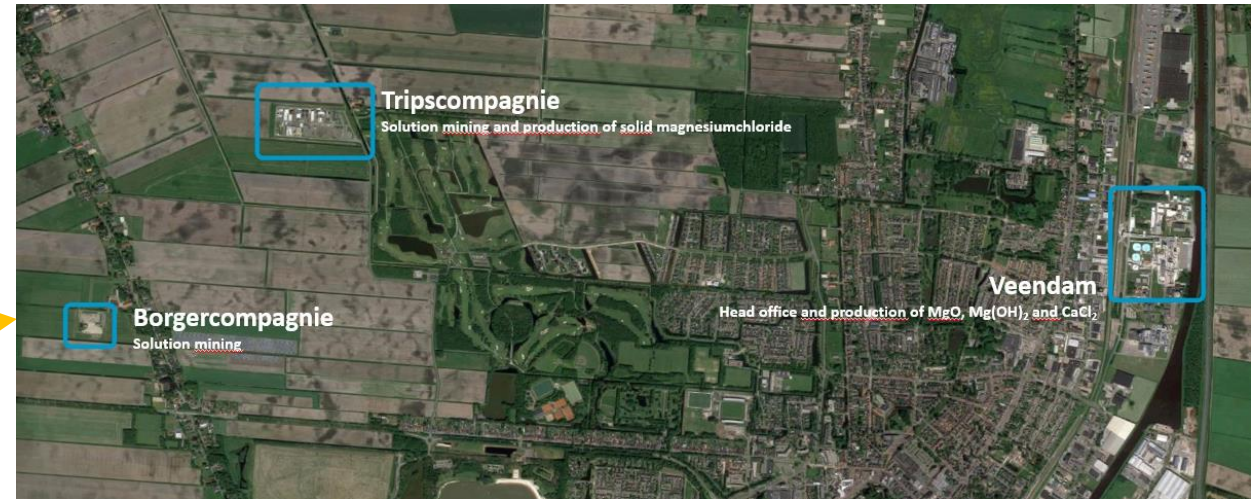 Tripscompagnie
Solution mining and production of solid magnesiumchloride
Veendam
Head office and production of MgO, Mg(OH)₂ and CaCl₂
Borgercompagnie
Solution mining